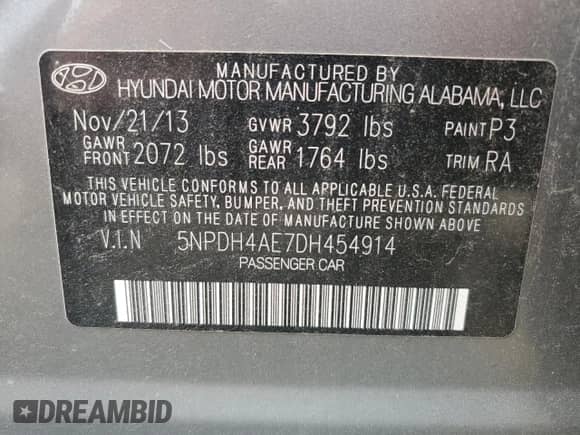 MANUFACTURED BY
HYUNDAI MOTOR MANUFACTURING ALABAMA, LLC
Nov/21/13 GVWR 3792 lbs PAINT P3
GAWR FRONT 2072 lbs GAWR REAR 1764 lbs TRIM RA
THIS VEHICLE CONFORMS TO ALL APPLICABLE U.S.A. FEDERAL
MOTOR VEHICLE SAFETY, BUMPER, AND THEFT PREVENTION STANDARDS
IN EFFECT ON THE DATE OF MANUFACTURE SHOWN ABOVE
V.I.N 5NPDH4AE7DH454914
PASSENGER CAR
DREAMBID